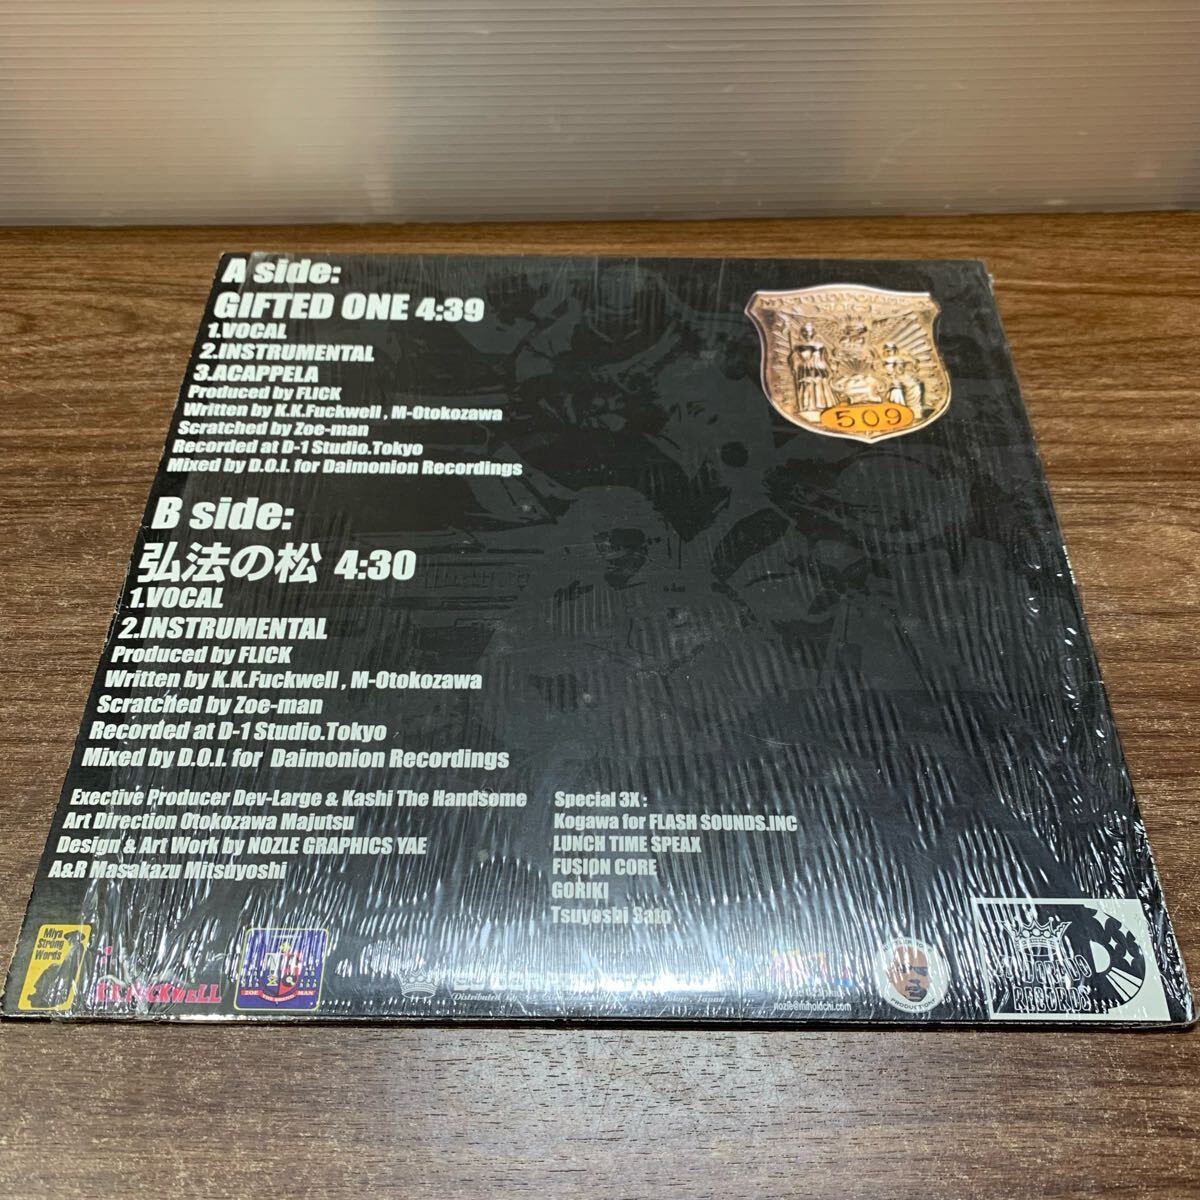 A side:
GIFTED ONE 4:39
1.VOCAL
2.INSTRUMENTAL
3.ACAPPELA
Produced by FLICK
Written by K.K.Fuckwell , M-Otokozawa
Scratched by Zoe-man
Recorded at D-1 Studio.Tokyo
Mixed by D.O.I. for Daimonion Recordings
509
B side:
弘法の松 4:30
1.VOCAL
2.INSTRUMENTAL
Produced by FLICK
Written by K.K.Fuckwell , M-Otokozawa
Scratched by Zoe-man
Recorded at D-1 Studio.Tokyo
Mixed by D.O.I. for Daimonion Recordings
Exective Producer Dev-Large & Kashi The Handsome
Art Direction Otokozawa Majutsu
Design & Art Work by NOZLE GRAPHICS YAE
A&R Masakazu Mitsuyoshi
Special 3X :
Kogawa for FLASH SOUNDS.INC
LUNCH TIME SPEAX
FUSION CORE
GORIKI
Tsuyoshi Sato
Miya
Strong
Words
Distributed by
Japan
PRODUCTIONS
RECORDS